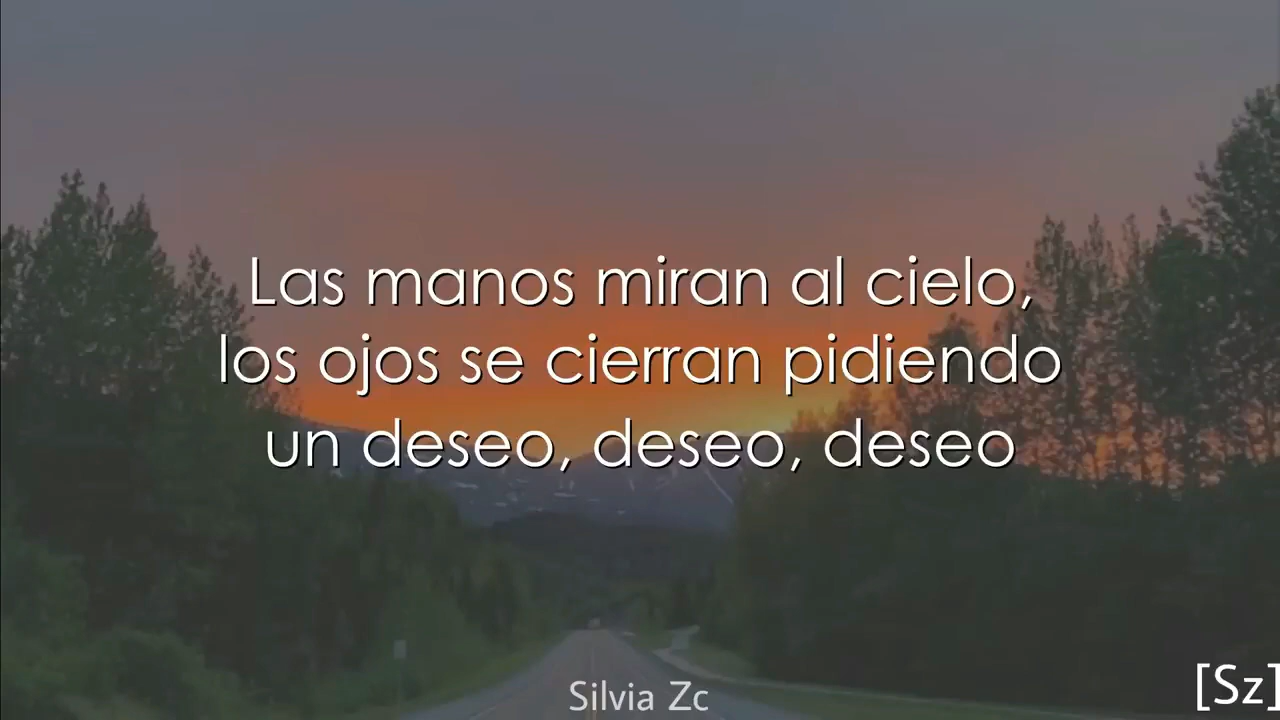 Las manos miran al cielo,
los ojos se cierran pidiendo
un deseo, deseo, deseo
Silvia Zc
[Sz]